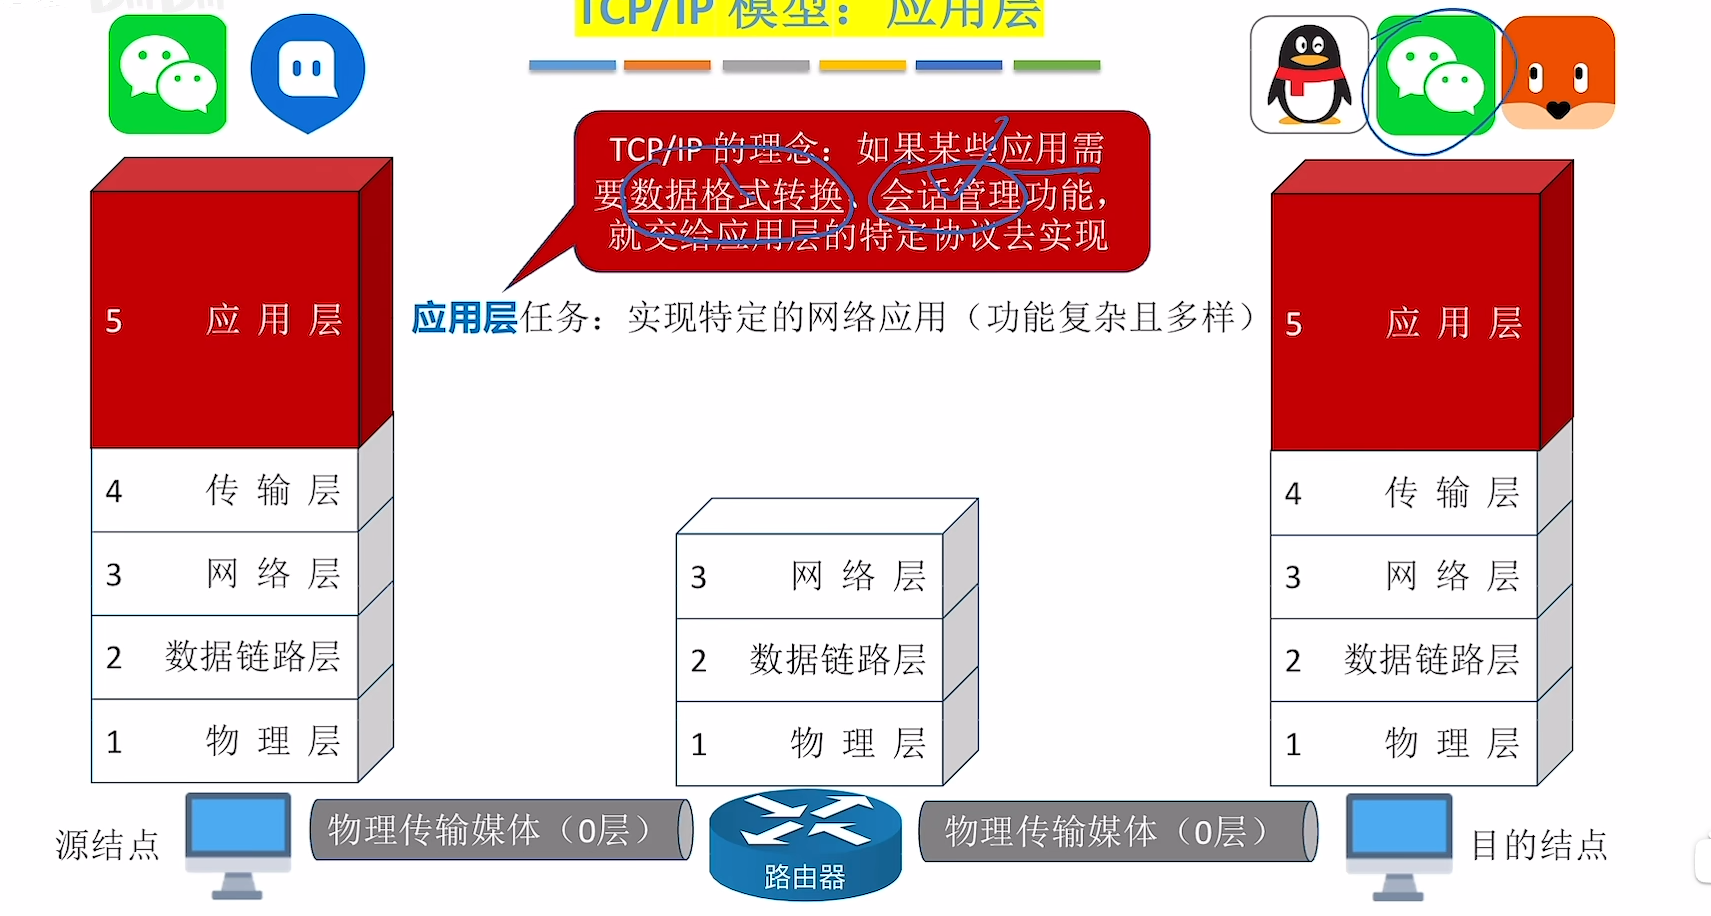 TCP/IP 模型：应用层
TCP/IP 的理念：如果某些应用需
要数据格式转换、会话管理功能，
就交给应用层的特定协议去实现
应用层任务：实现特定的网络应用（功能复杂且多样）
5 应用层
4 传输层
3 网络层
2 数据链路层
1 物理层
3 网络层
2 数据链路层
1 物理层
5 应用层
4 传输层
3 网络层
2 数据链路层
1 物理层
源结点
物理传输媒体（0层）
路由器
物理传输媒体（0层）
目的结点